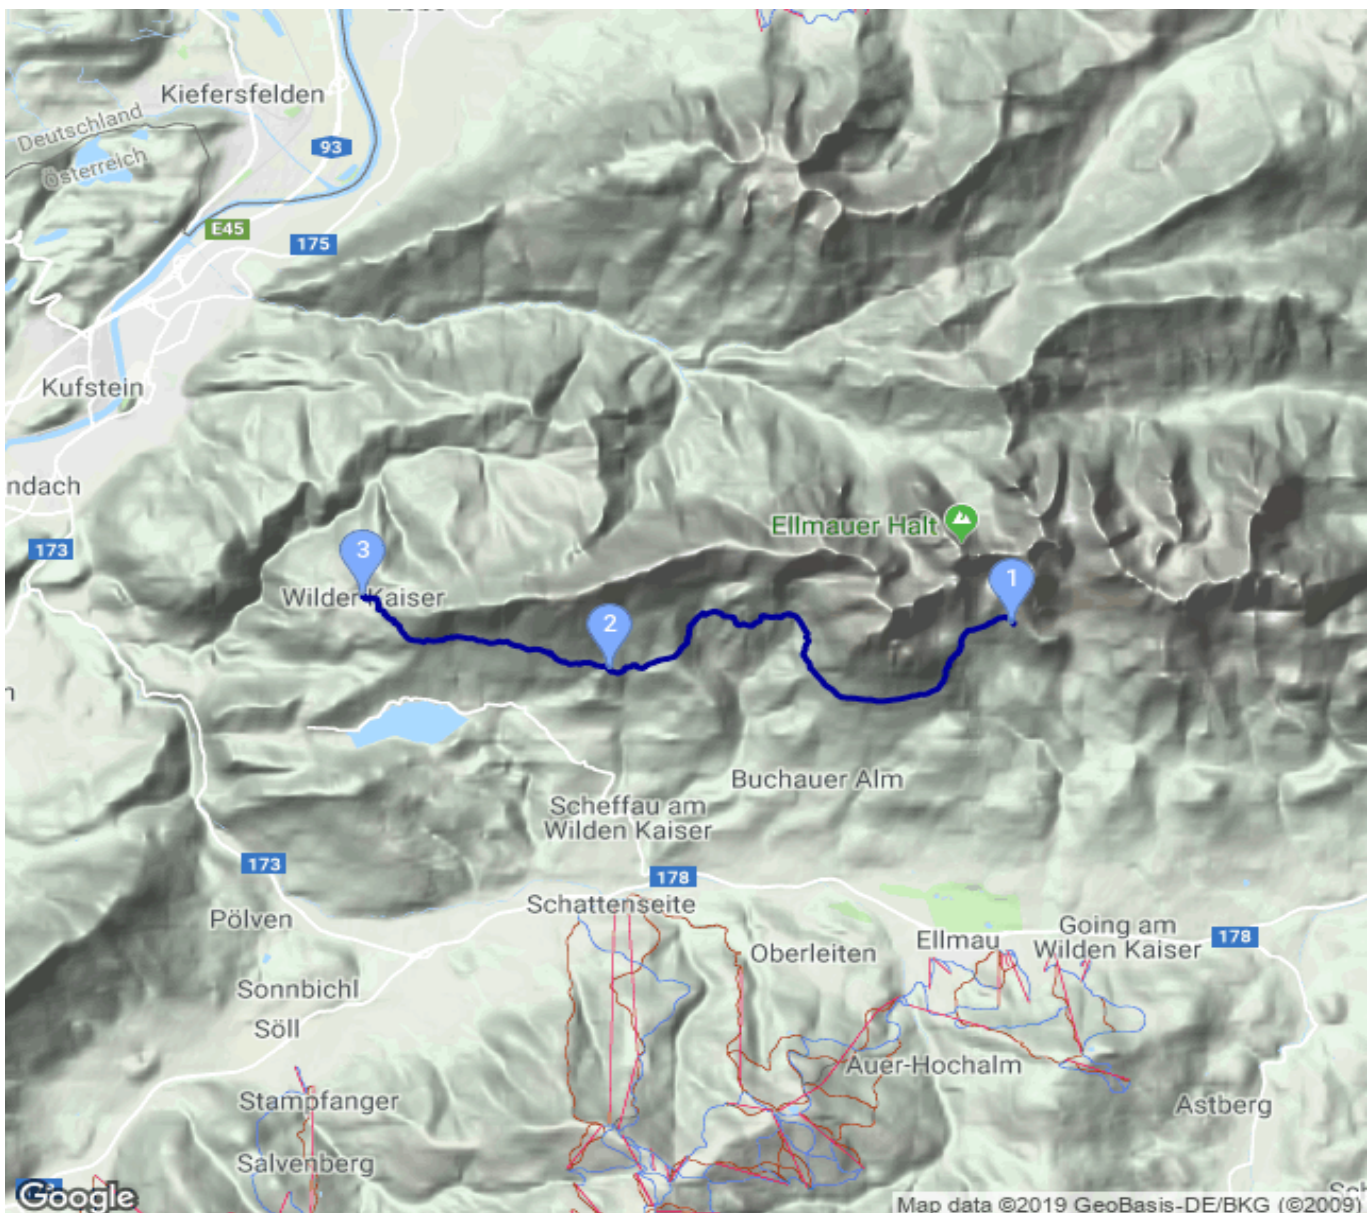 Kiefersfelden
Deutschland
93
Österreich
E45
175
Kufstein
ndach
Ellmauer Halt
173
3
1
Wilder Kaiser
2
Buchauer Alm
Scheffau am
Wilden Kaiser
173
178
Schattenseite
Pölven
Going am
Wilden Kaiser
Ellmau
178
Oberleiten
Sonnbichl
Söll
Auer-Hochalm
Stampfanger
Astberg
Salvenberg
Google
Map data ©2019 GeoBasis-DE/BKG (©2009)